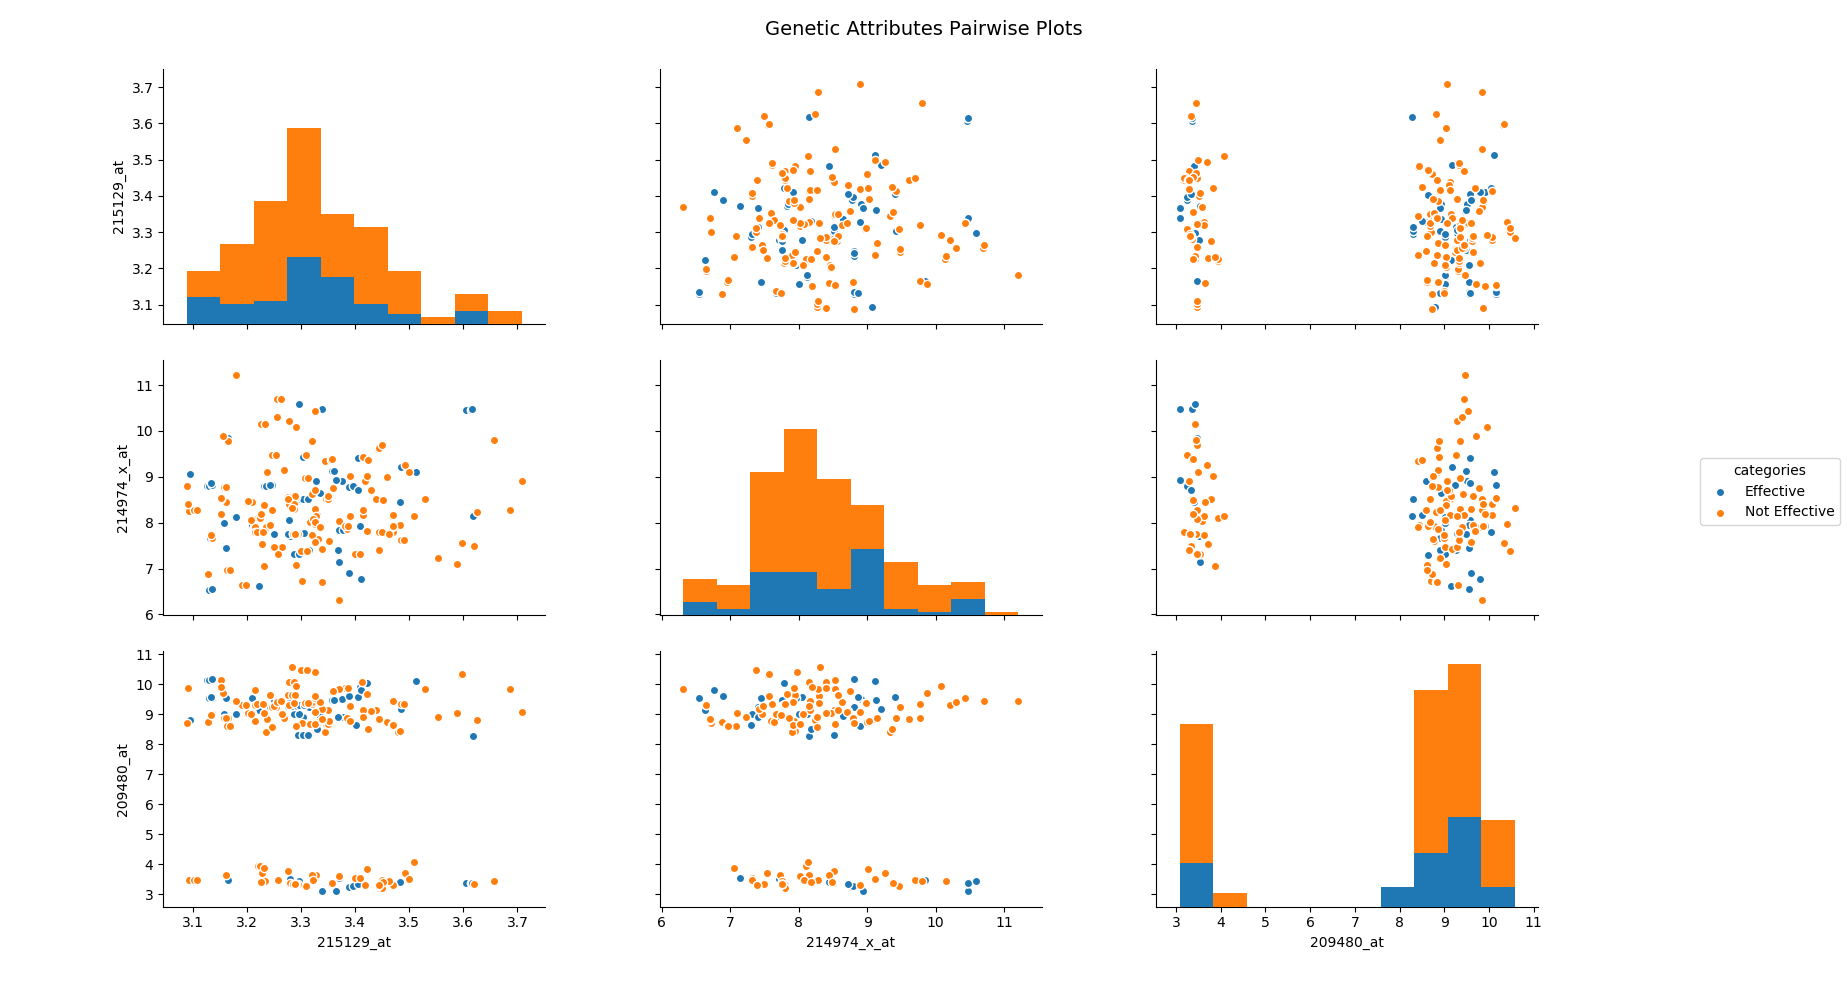 Genetic Attributes Pairwise Plots
3.7
3.6
3.5
3.4
3.3
3.2
3.1
215129_at
11
10
9
8
7
6
214974_x_at
categories
Effective
Not Effective
11
10
9
8
7
6
5
4
3
209480_at
3.1 3.2 3.3 3.4 3.5 3.6 3.7 6 7 8 9 10 11 3 4 5 6 7 8 9 10 11
215129_at 214974_x_at 209480_at